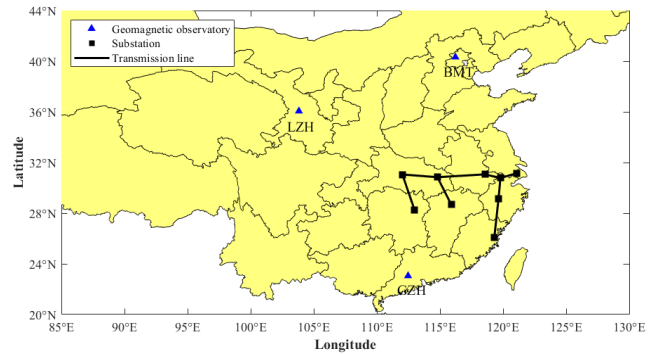 44°N
40°N
36°N
32°N
28°N
24°N
20°N
Latitude
Geomagnetic observatory
Substation
Transmission line
BMT
LZH
GZH
85°E 90°E 95°E 100°E 105°E 110°E 115°E 120°E 125°E 130°E
Longitude